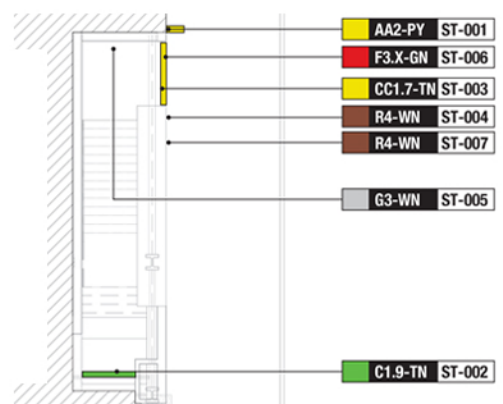 AA2-PY ST-001
F3.X-GN ST-006
CC1.7-TN ST-003
R4-WN ST-004
R4-WN ST-007
G3-WN ST-005
C1.9-TN ST-002